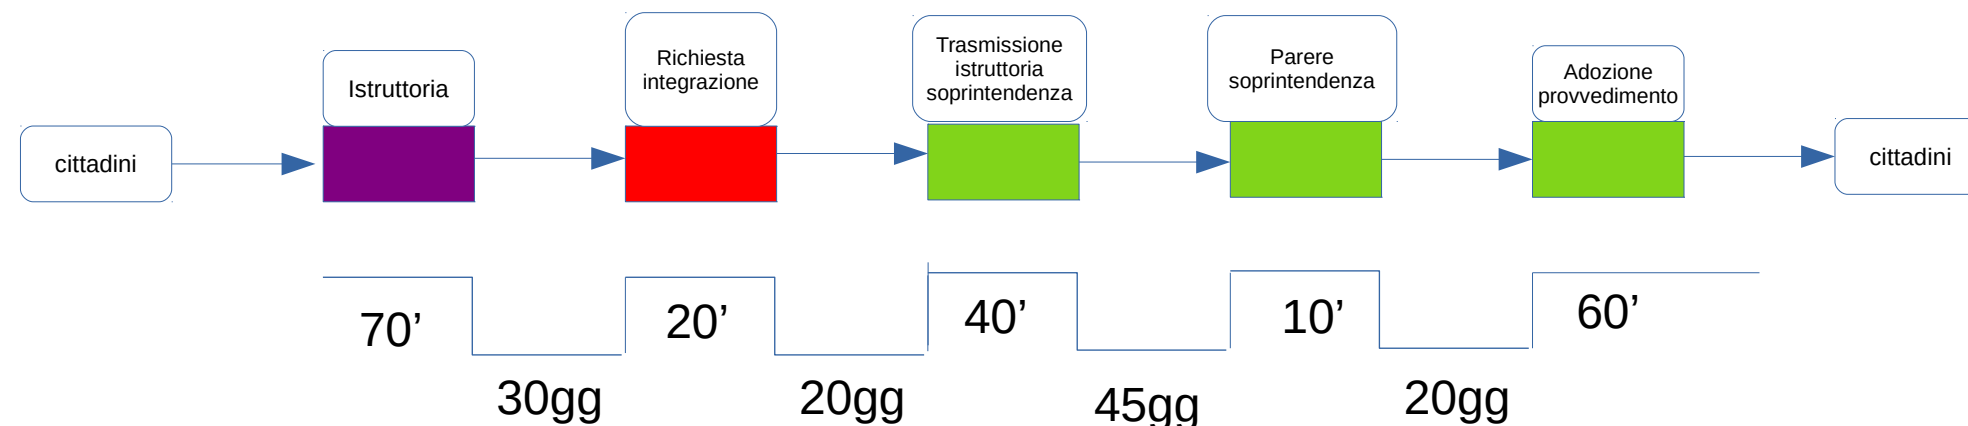 cittadini
Istruttoria
Richiesta
integrazione
Trasmissione
istruttoria
soprintendenza
Parere
soprintendenza
Adozione
provvedimento
cittadini
70’
20’
40’
10’
60’
30gg
20gg
45gg
20gg